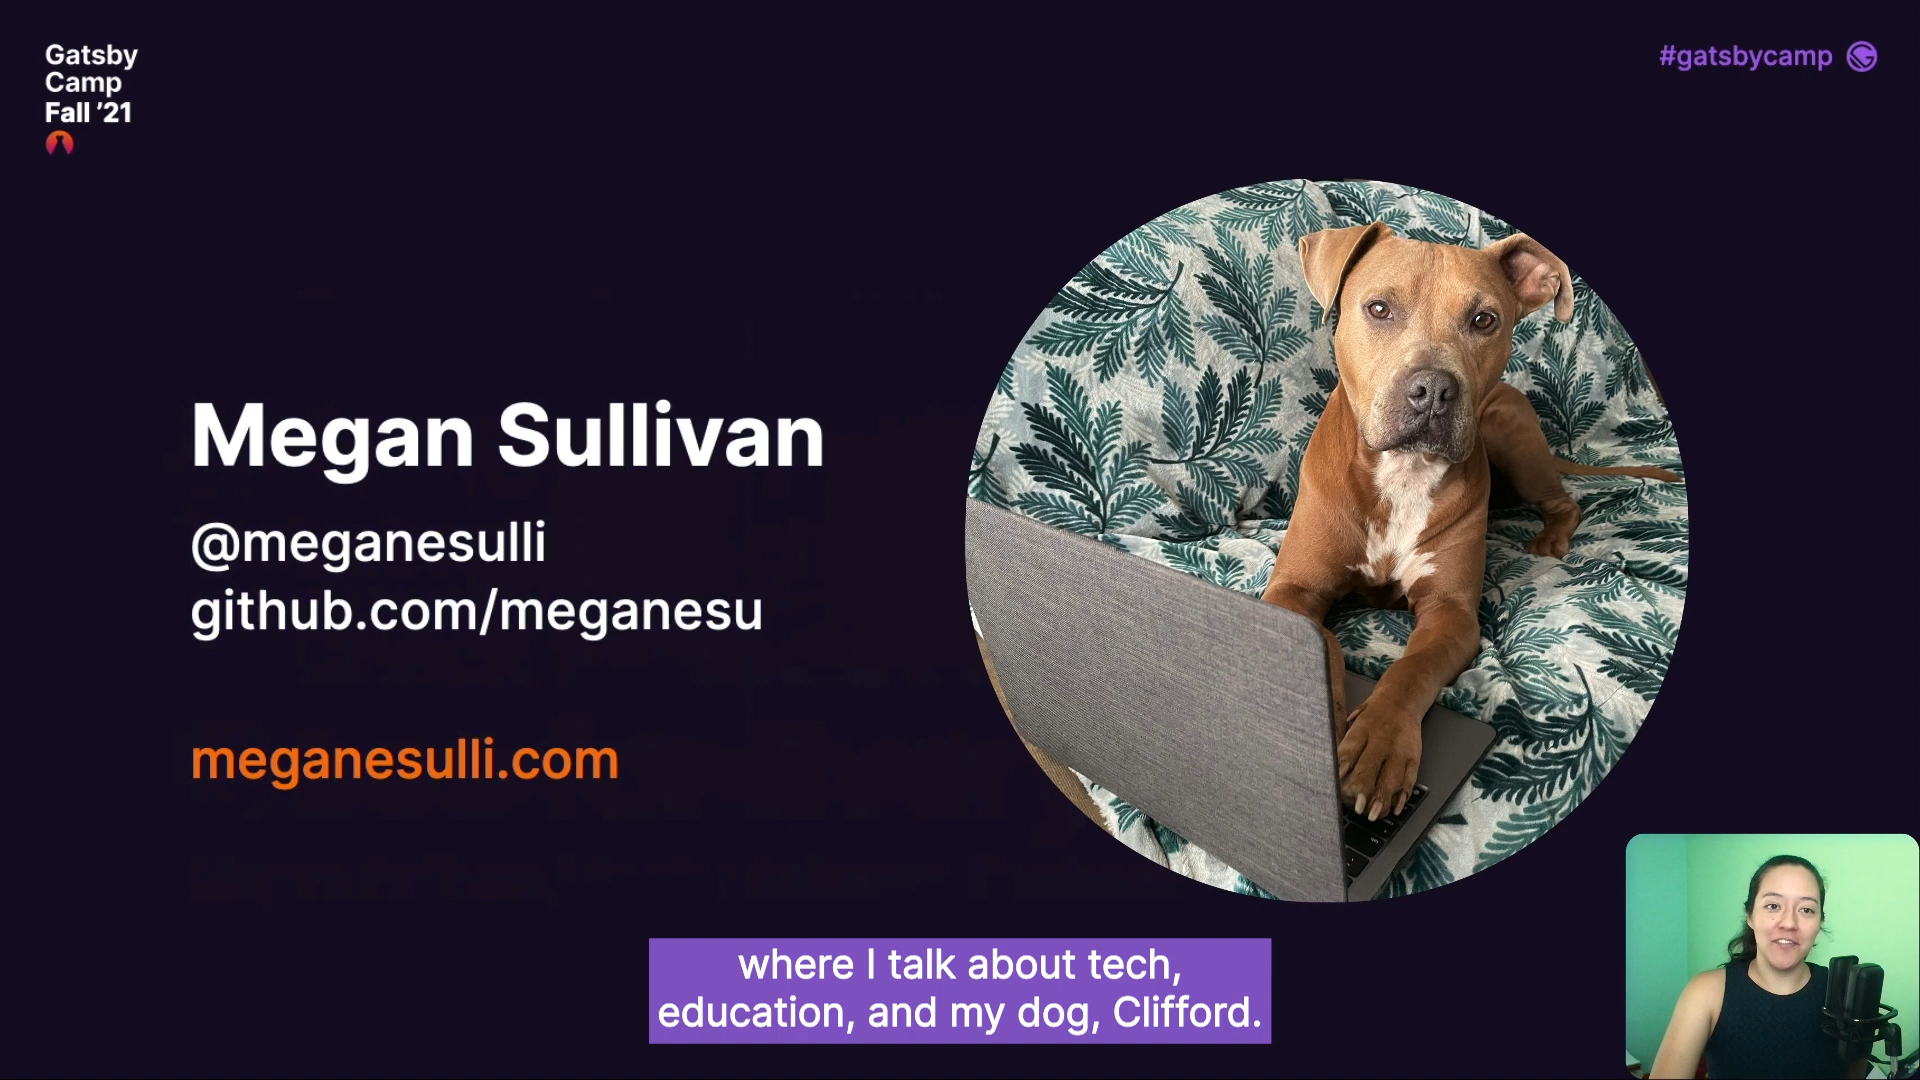 Gatsby
Camp
Fall ’21
#gatsbycamp
Megan Sullivan
@meganesulli
github.com/meganesu
meganesulli.com
where I talk about tech,
education, and my dog, Clifford.